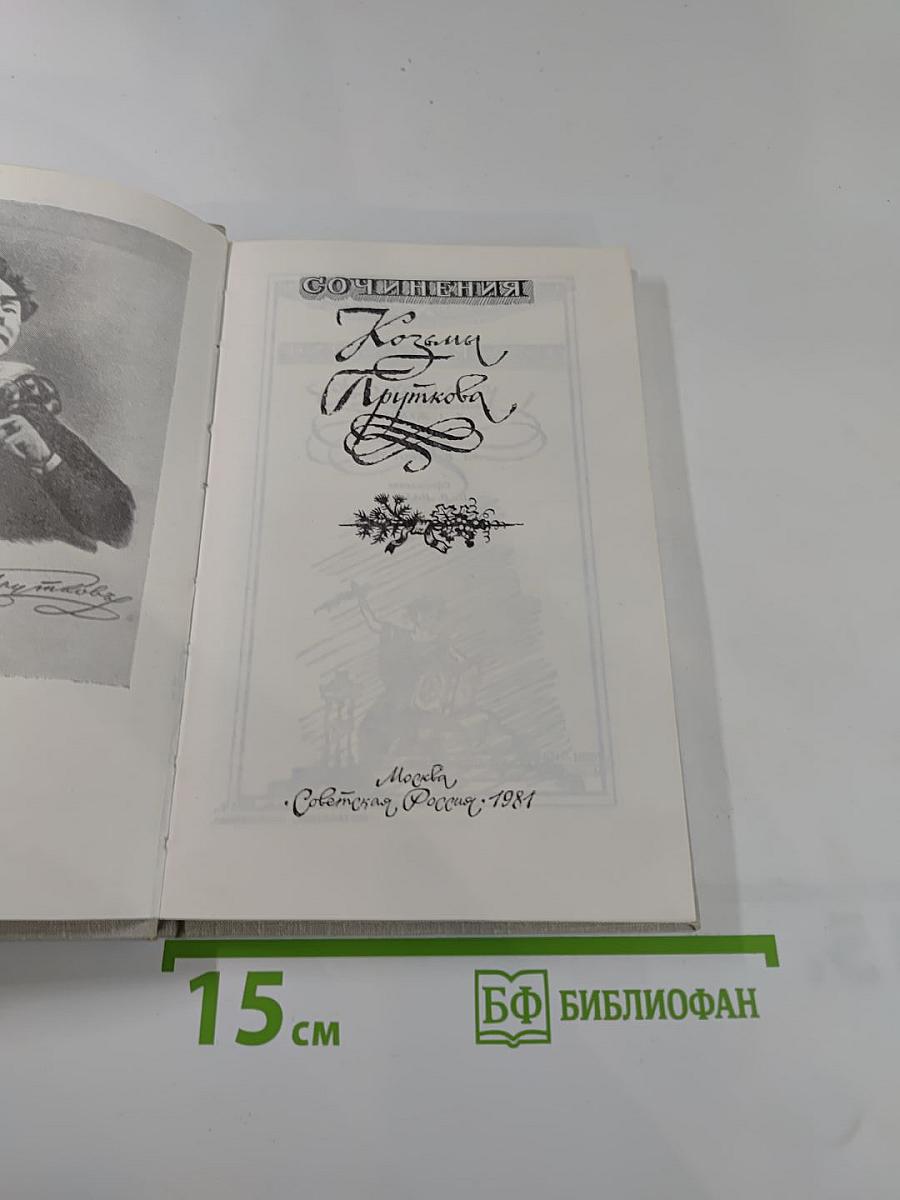 СОЧИНЕНИЯ
Козьмы
Пруткова
Москва
·Советская Россия·1981
15 см
БФ БИБЛИОФАН